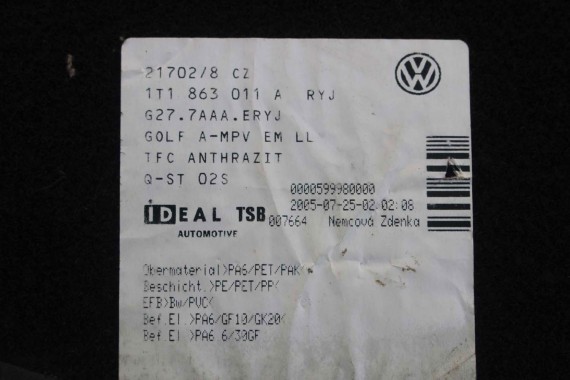 21702/8 CZ
1T1 863 011 A RYJ
G27.7AAA.ERYJ
GOLF A-MPV EM LL
TFC ANTHRAZIT
Q-ST 02S
0000599980000
2005-07-25-02:02:08
IDEAL TSB 007664 Nemcová Zdenka
AUTOMOTIVE
Obermaterial>PA6/PET/PAK<
Beschicht.>PE/PET/PP<
EFB>Bw/PVC<
Bef.El.>PA6/GF10/GK20<
Bef.El.>PA6.6/30GF